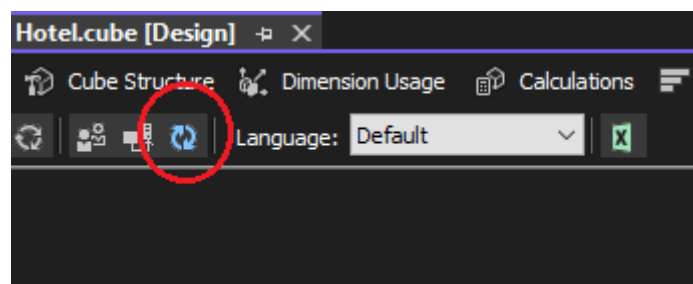 Hotel.cube [Design]
Cube Structure Dimension Usage Calculations
Language: Default